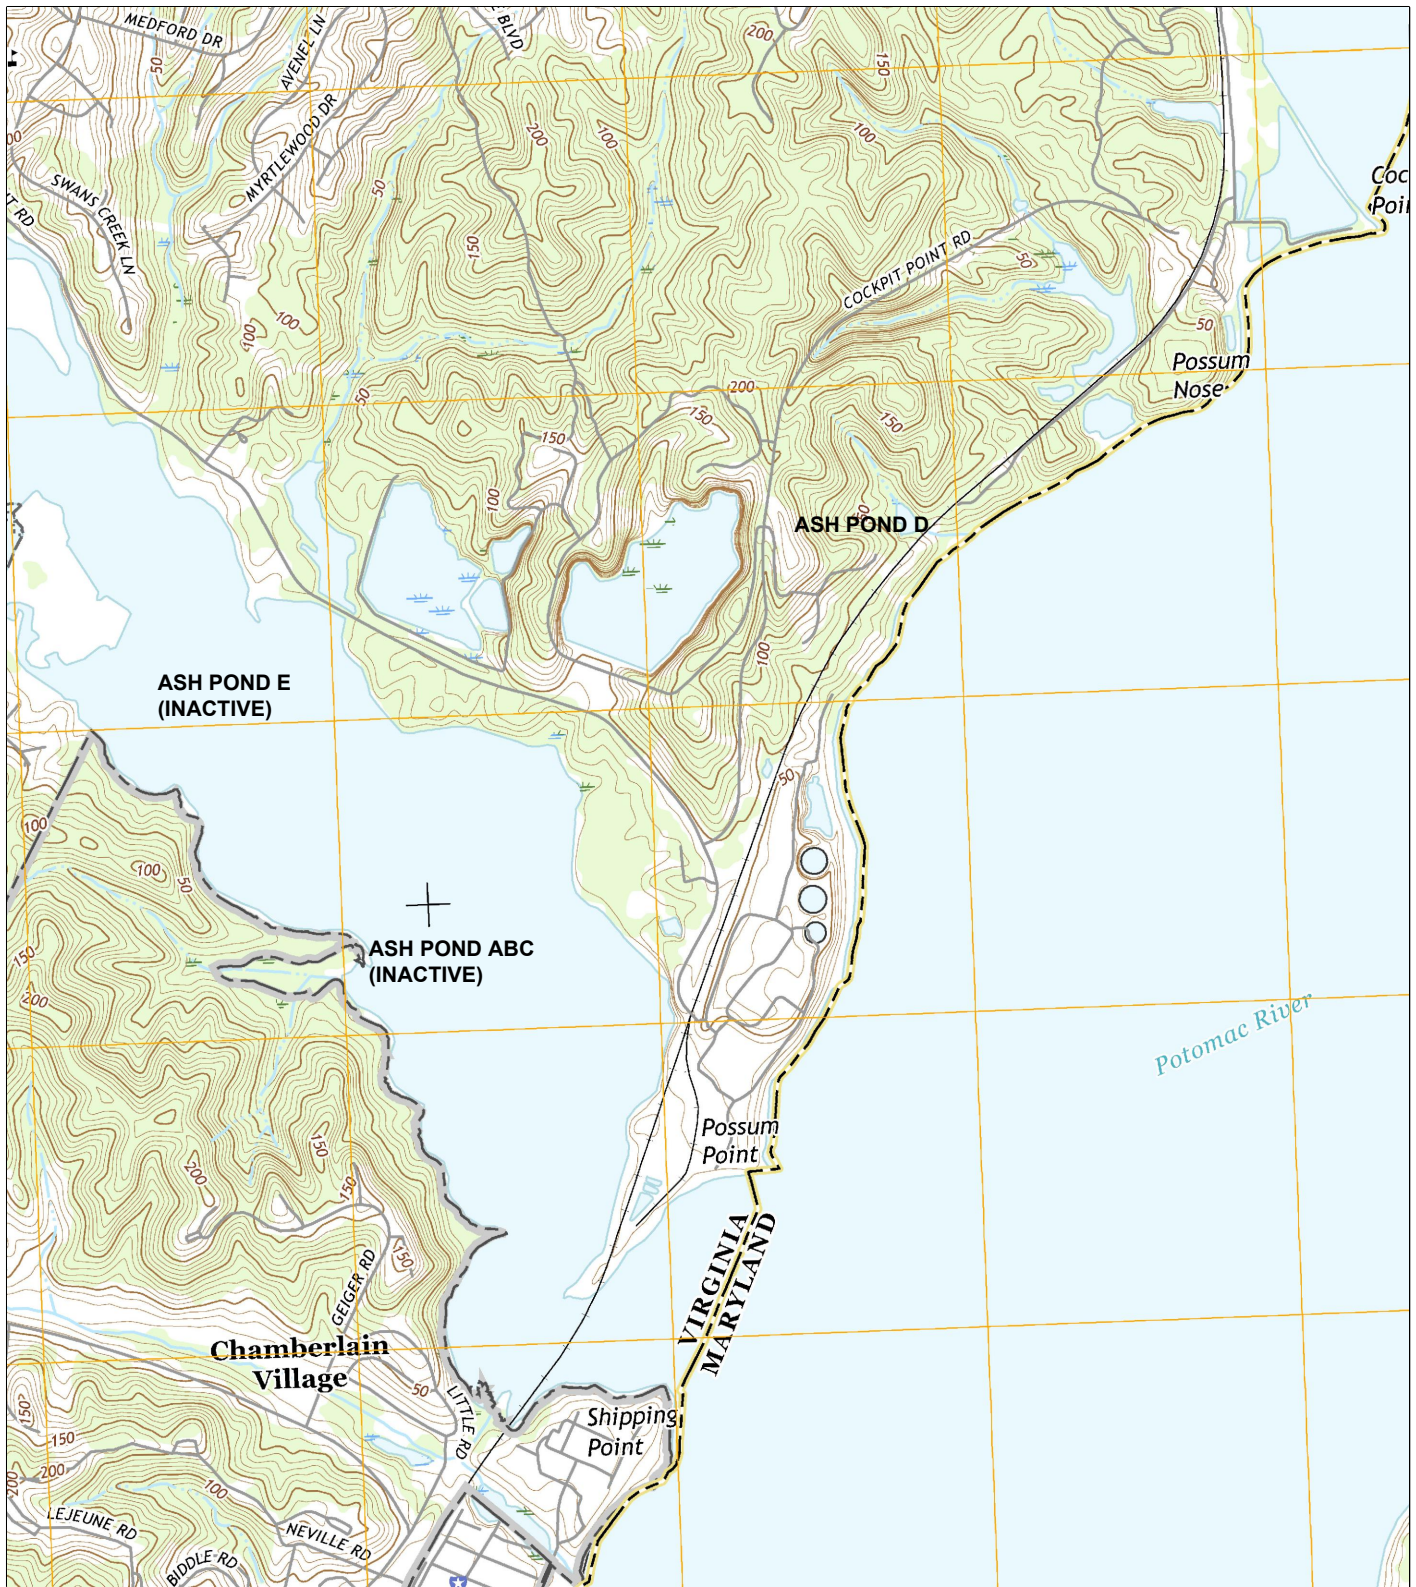 MEDFORD DR
AVENEL LN
BLVD
200
150
50
MYRTLEWOOD DR
200
100
100
50
SWANS CREEK LN
RD
150
COCKPIT POINT RD
50
100
100
50
50
Possum
Nose
200
150
150
150
100
50
ASH POND D
100
ASH POND E
(INACTIVE)
50
100
100
50
ASH POND ABC
(INACTIVE)
150
200
Potomac River
Possum
Point
150
200
150
150
GEIGER RD
VIRGINIA
MARYLAND
Chamberlain
Village
50
LITTLE RD
Shipping
Point
150
150
200
200
100
LEJEUNE RD
NEVILLE RD
BIDDLE RD